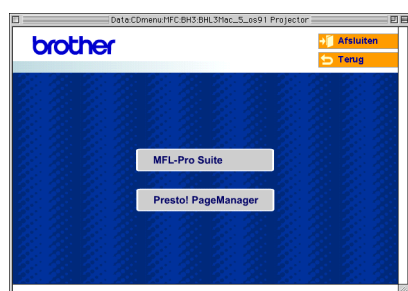 Data:CDmenu:MFC:BH3:BHL3Mac_5_os91 Projector
brother
Afsluiten
Terug
MFL-Pro Suite
Presto! PageManager